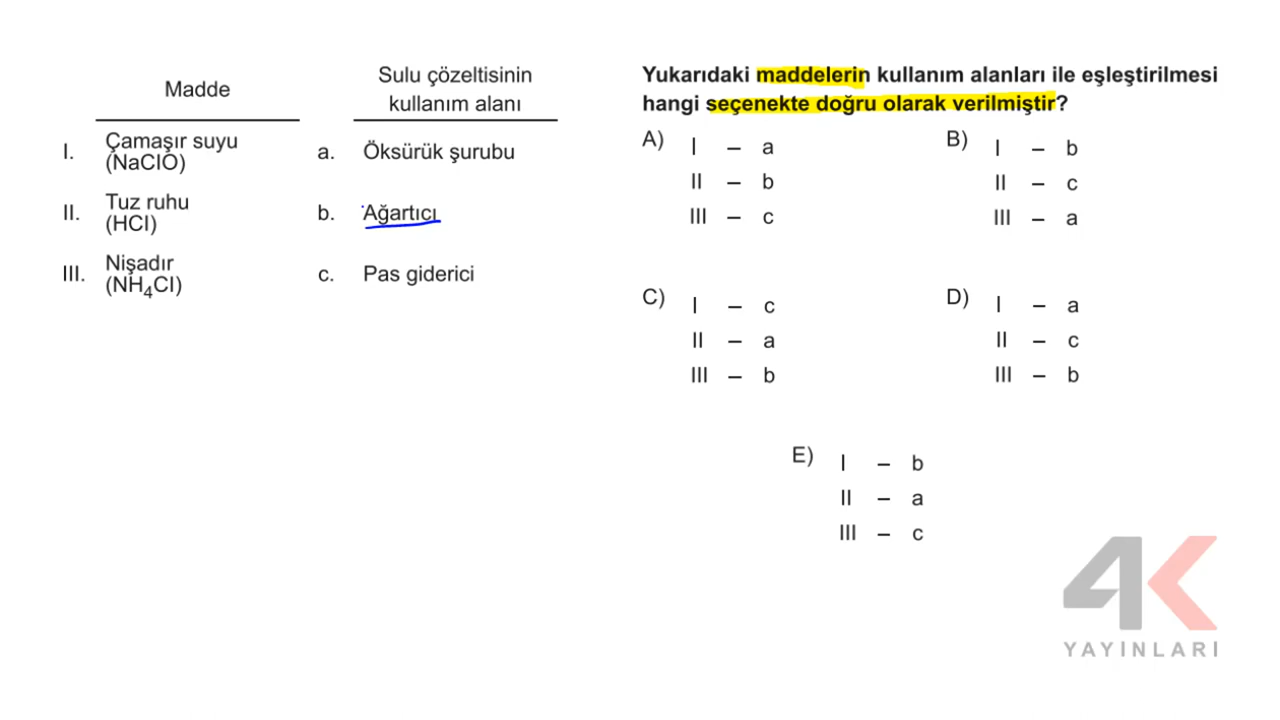 Madde
Sulu çözeltisinin
kullanım alanı
I. Çamaşır suyu
(NaClO)
a. Öksürük şurubu
II. Tuz ruhu
(HCl)
b. Ağartıcı
III. Nişadır
(NH₄Cl)
c. Pas giderici
Yukarıdaki maddelerin kullanım alanları ile eşleştirilmesi
hangi seçenekte doğru olarak verilmiştir?
A) I – a
II – b
III – c
B) I – b
II – c
III – a
C) I – c
II – a
III – b
D) I – a
II – c
III – b
E) I – b
II – a
III – c
4K
YAYINLARI